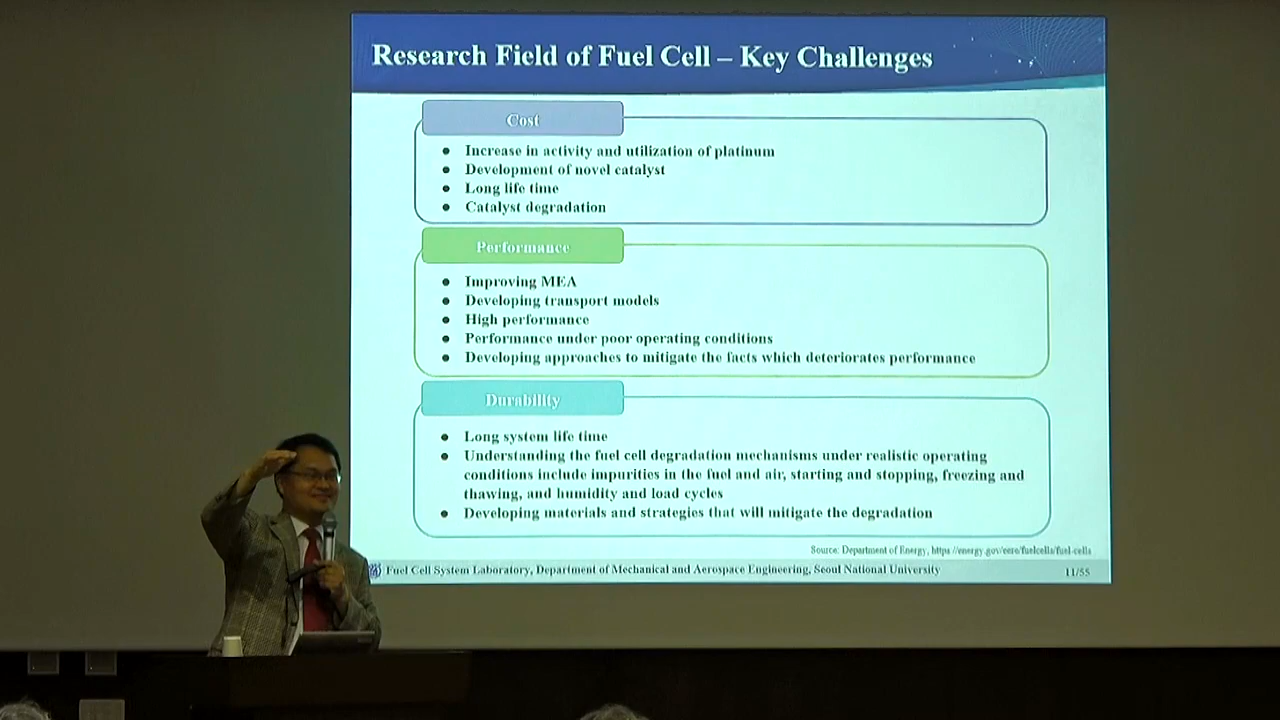 Research Field of Fuel Cell – Key Challenges
Cost
● Increase in activity and utilization of platinum
● Development of novel catalyst
● Long life time
● Catalyst degradation
Performance
● Improving MEA
● Developing transport models
● High performance
● Performance under poor operating conditions
● Developing approaches to mitigate the facts which deteriorates performance
Durability
● Long system life time
● Understanding the fuel cell degradation mechanisms under realistic operating
conditions include impurities in the fuel and air, starting and stopping, freezing and
thawing, and humidity and load cycles
● Developing materials and strategies that will mitigate the degradation
Source: Department of Energy, https://energy.gov/eere/fuelcells/fuel-cells
Fuel Cell System Laboratory, Department of Mechanical and Aerospace Engineering, Seoul National University
11/55